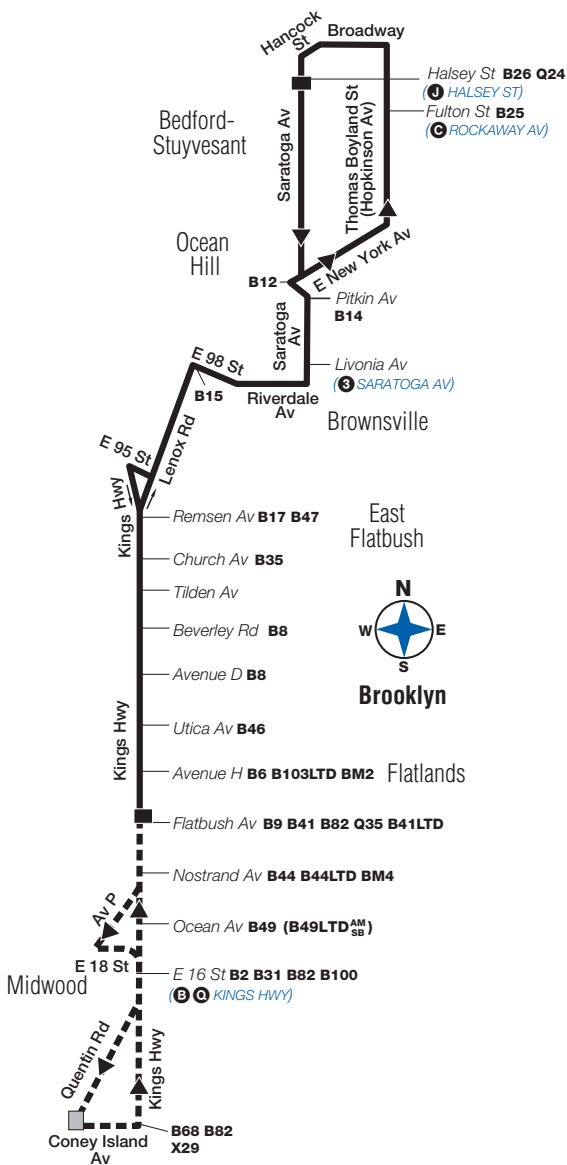 Hancock
St
Broadway
Halsey St B26 Q24
(J HALSEY ST)
Fulton St B25
(C ROCKAWAY AV)
Bedford-
Stuyvesant
Saratoga Av
Thomas Boyland St
(Hopkinson Av)
Ocean
Hill
E New York Av
B12
Pitkin Av
B14
Saratoga
Av
Livonia Av
(3 SARATOGA AV)
E 98 St
B15
Riverdale
Av
Brownsville
Lenox Rd
E 95 St
Kings Hwy
Remsen Av B17 B47
East
Flatbush
Church Av B35
Tilden Av
Beverley Rd B8
N
W E
S
Brooklyn
Avenue D B8
Kings Hwy
Utica Av B46
Avenue H B6 B103LTD BM2
Flatlands
Flatbush Av B9 B41 B82 Q35 B41LTD
Nostrand Av B44 B44LTD BM4
Av P
Ocean Av B49 (B49LTD AM SB)
E 18 St
E 16 St B2 B31 B82 B100
(B Q KINGS HWY)
Midwood
Quentin Rd
Kings Hwy
B68 B82
X29
Coney Island
Av